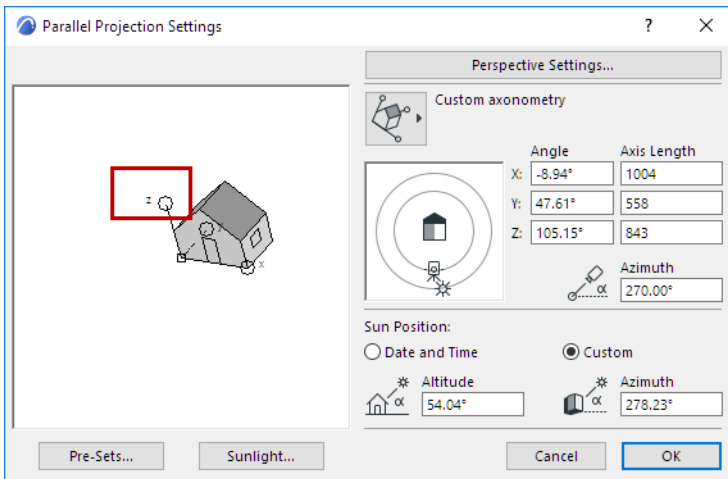 Parallel Projection Settings
?
Perspective Settings...
Custom axonometry
Angle Axis Length
X: -8.94° 1004
Y: 47.61° 558
Z: 105.15° 843
z
y
x
Azimuth
α 270.00°
Sun Position:
Date and Time Custom
Altitude Azimuth
α 54.04° α 278.23°
Pre-Sets... Sunlight... Cancel OK